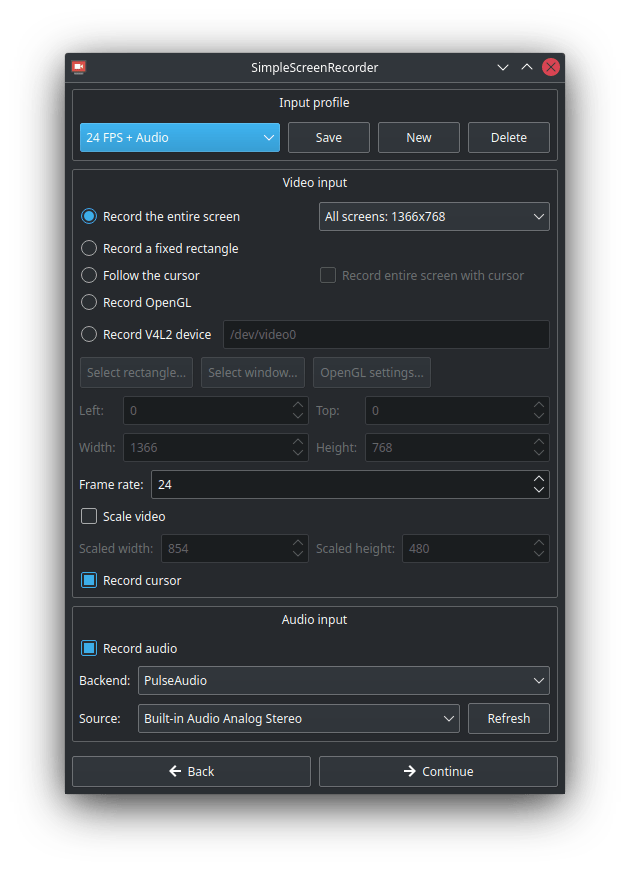 SimpleScreenRecorder
Input profile
24 FPS + Audio Save New Delete
Video input
Record the entire screen All screens: 1366x768
Record a fixed rectangle
Follow the cursor Record entire screen with cursor
Record OpenGL
Record V4L2 device /dev/video0
Select rectangle... Select window... OpenGL settings...
Left: 0 Top: 0
Width: 1366 Height: 768
Frame rate: 24
Scale video
Scaled width: 854 Scaled height: 480
Record cursor
Audio input
Record audio
Backend: PulseAudio
Source: Built-in Audio Analog Stereo Refresh
Back Continue